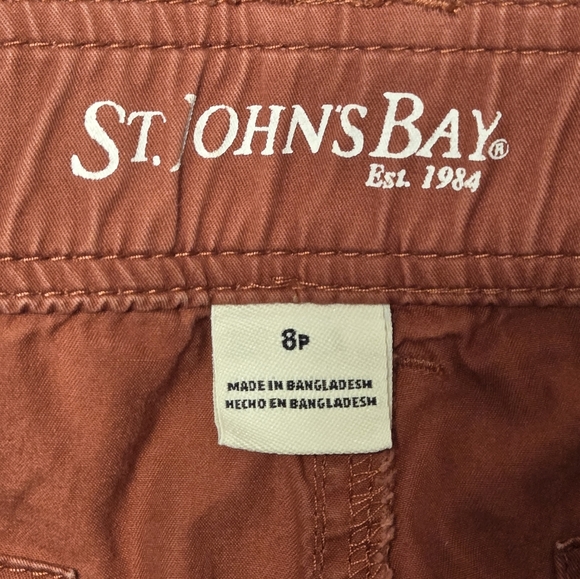 ST. JOHN'S BAY®
EST. 1984
8P
MADE IN BANGLADESH
HECHO EN BANGLADESH